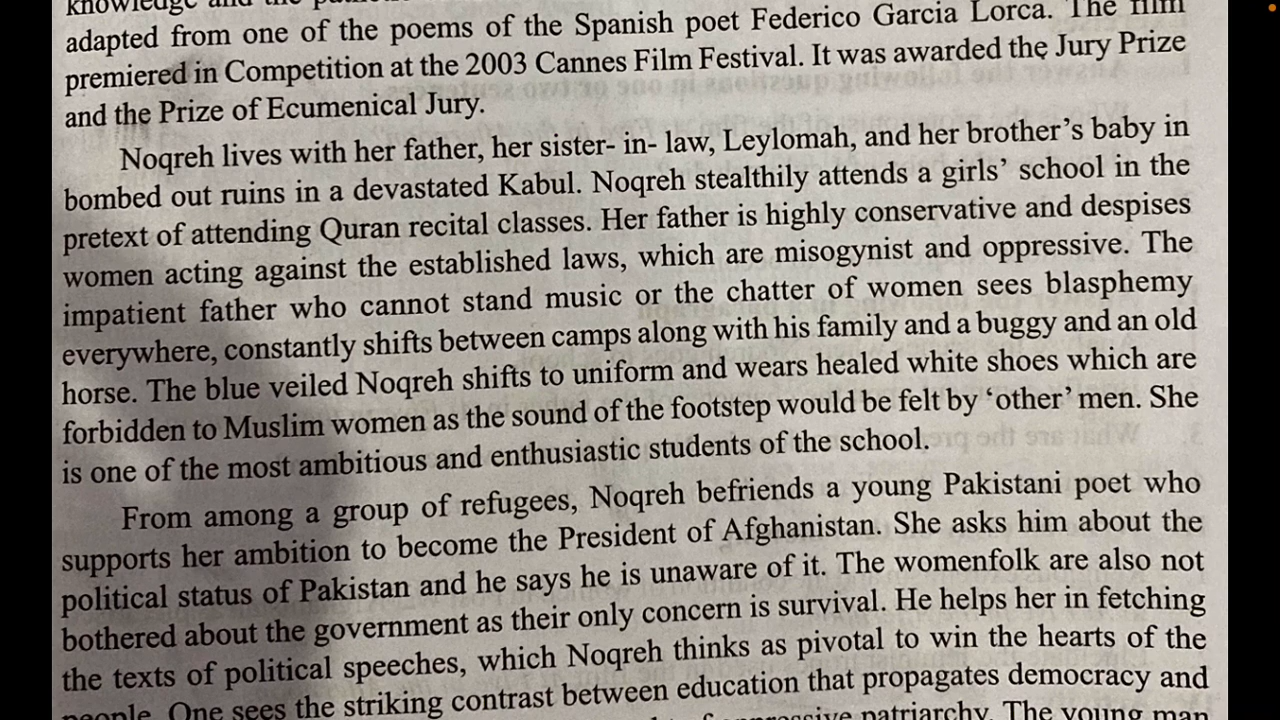 knowledge and the
adapted from one of the poems of the Spanish poet Federico Garcia Lorca. The film
premiered in Competition at the 2003 Cannes Film Festival. It was awarded the Jury Prize
and the Prize of Ecumenical Jury.
Noqreh lives with her father, her sister- in- law, Leylomah, and her brother's baby in
bombed out ruins in a devastated Kabul. Noqreh stealthily attends a girls' school in the
pretext of attending Quran recital classes. Her father is highly conservative and despises
women acting against the established laws, which are misogynist and oppressive. The
impatient father who cannot stand music or the chatter of women sees blasphemy
everywhere, constantly shifts between camps along with his family and a buggy and an old
horse. The blue veiled Noqreh shifts to uniform and wears healed white shoes which are
forbidden to Muslim women as the sound of the footstep would be felt by 'other' men. She
is one of the most ambitious and enthusiastic students of the school.
From among a group of refugees, Noqreh befriends a young Pakistani poet who
supports her ambition to become the President of Afghanistan. She asks him about the
political status of Pakistan and he says he is unaware of it. The womenfolk are also not
bothered about the government as their only concern is survival. He helps her in fetching
the texts of political speeches, which Noqreh thinks as pivotal to win the hearts of the
people. One sees the striking contrast between education that propagates democracy and
patriarchy. The young man